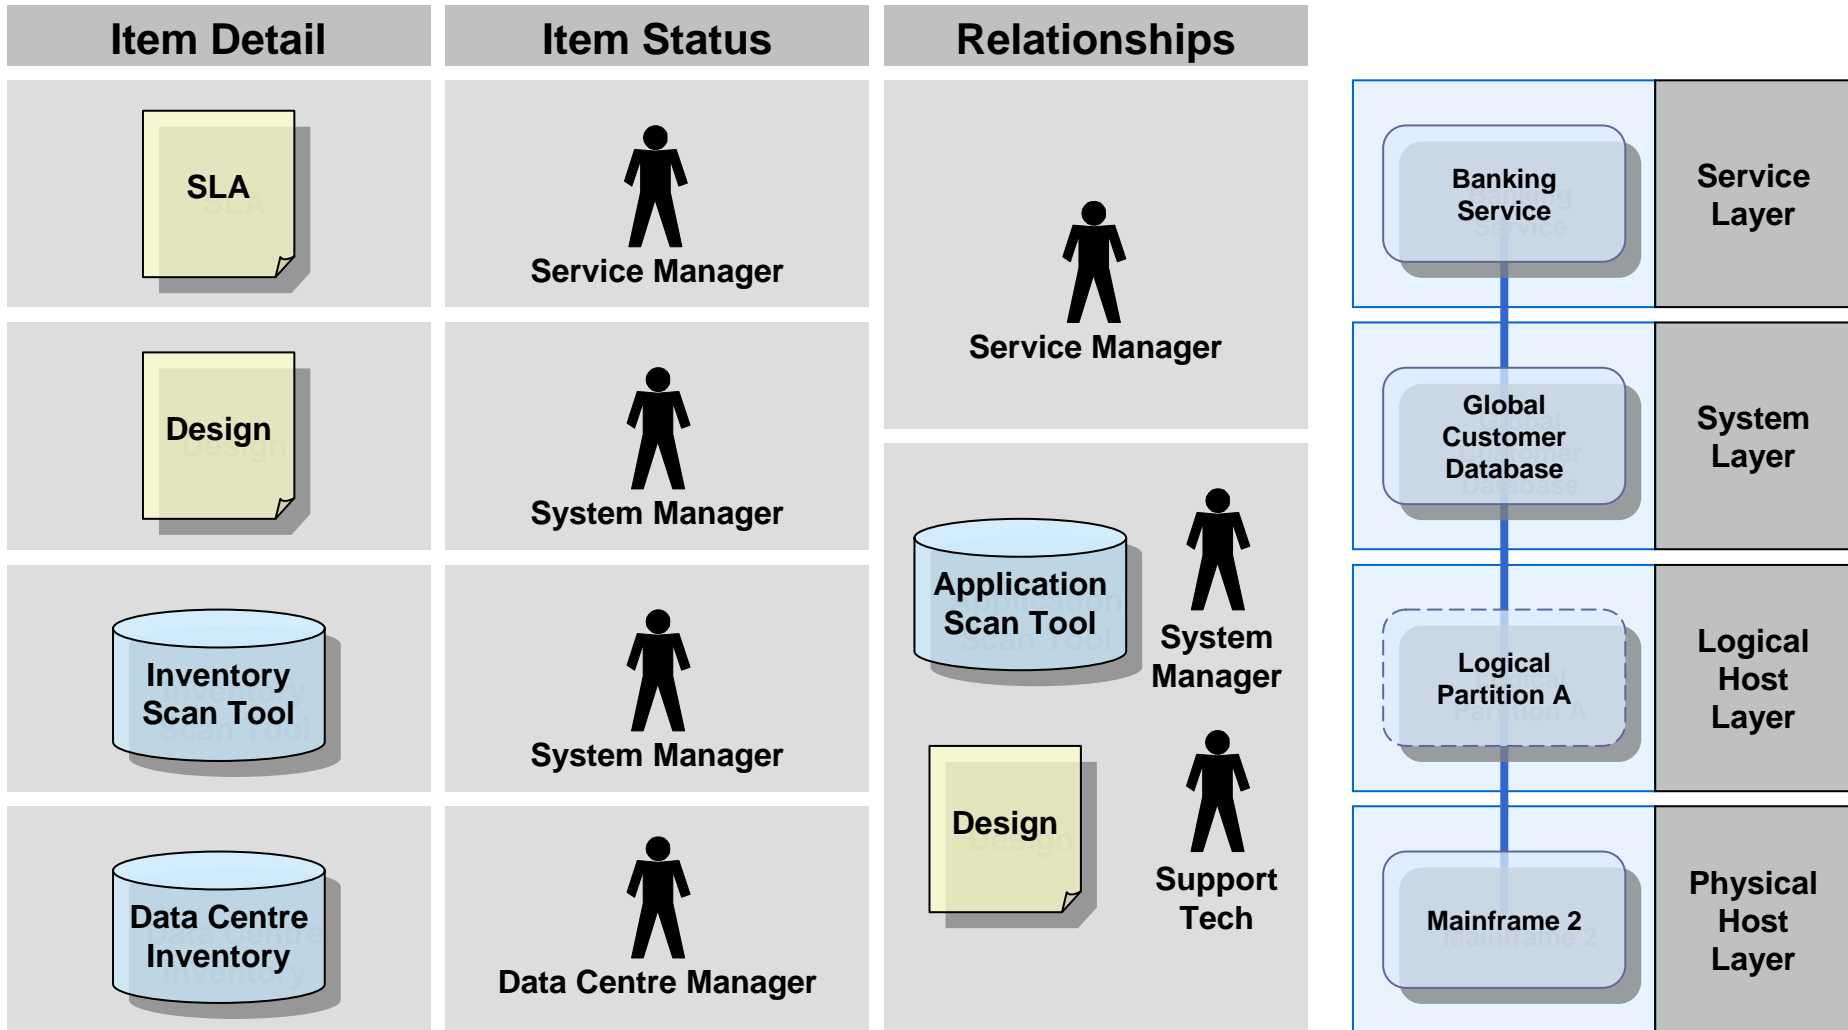 Item Detail
Item Status
Relationships
SLA
Service Manager
Service Manager
Banking
Service
Service
Layer
Design
System Manager
Global
Customer
Database
System
Layer
Inventory
Scan Tool
System Manager
Application
Scan Tool
System
Manager
Logical
Partition A
Logical
Host
Layer
Data Centre
Inventory
Data Centre Manager
Design
Support
Tech
Mainframe 2
Physical
Host
Layer